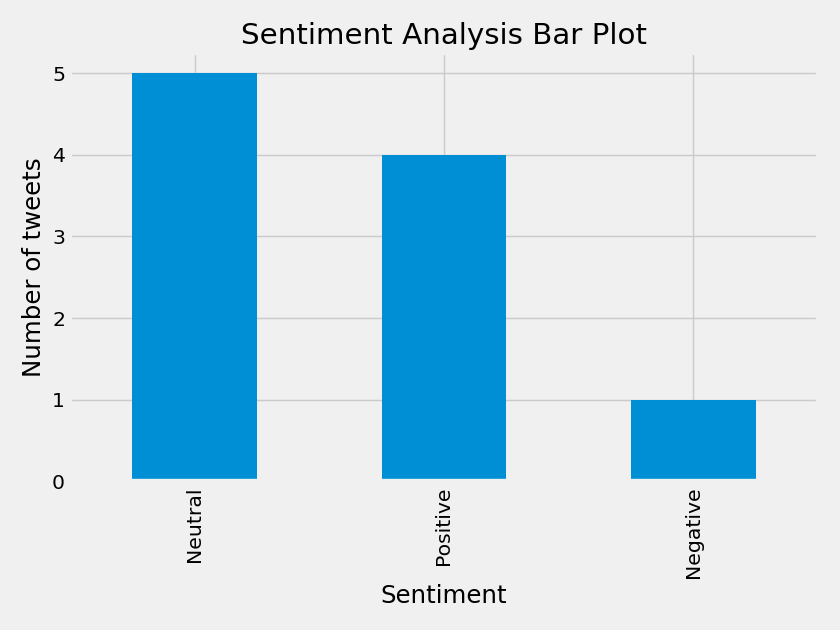 Sentiment Analysis Bar Plot
Number of tweets
5
4
3
2
1
0
Neutral
Positive
Negative
Sentiment